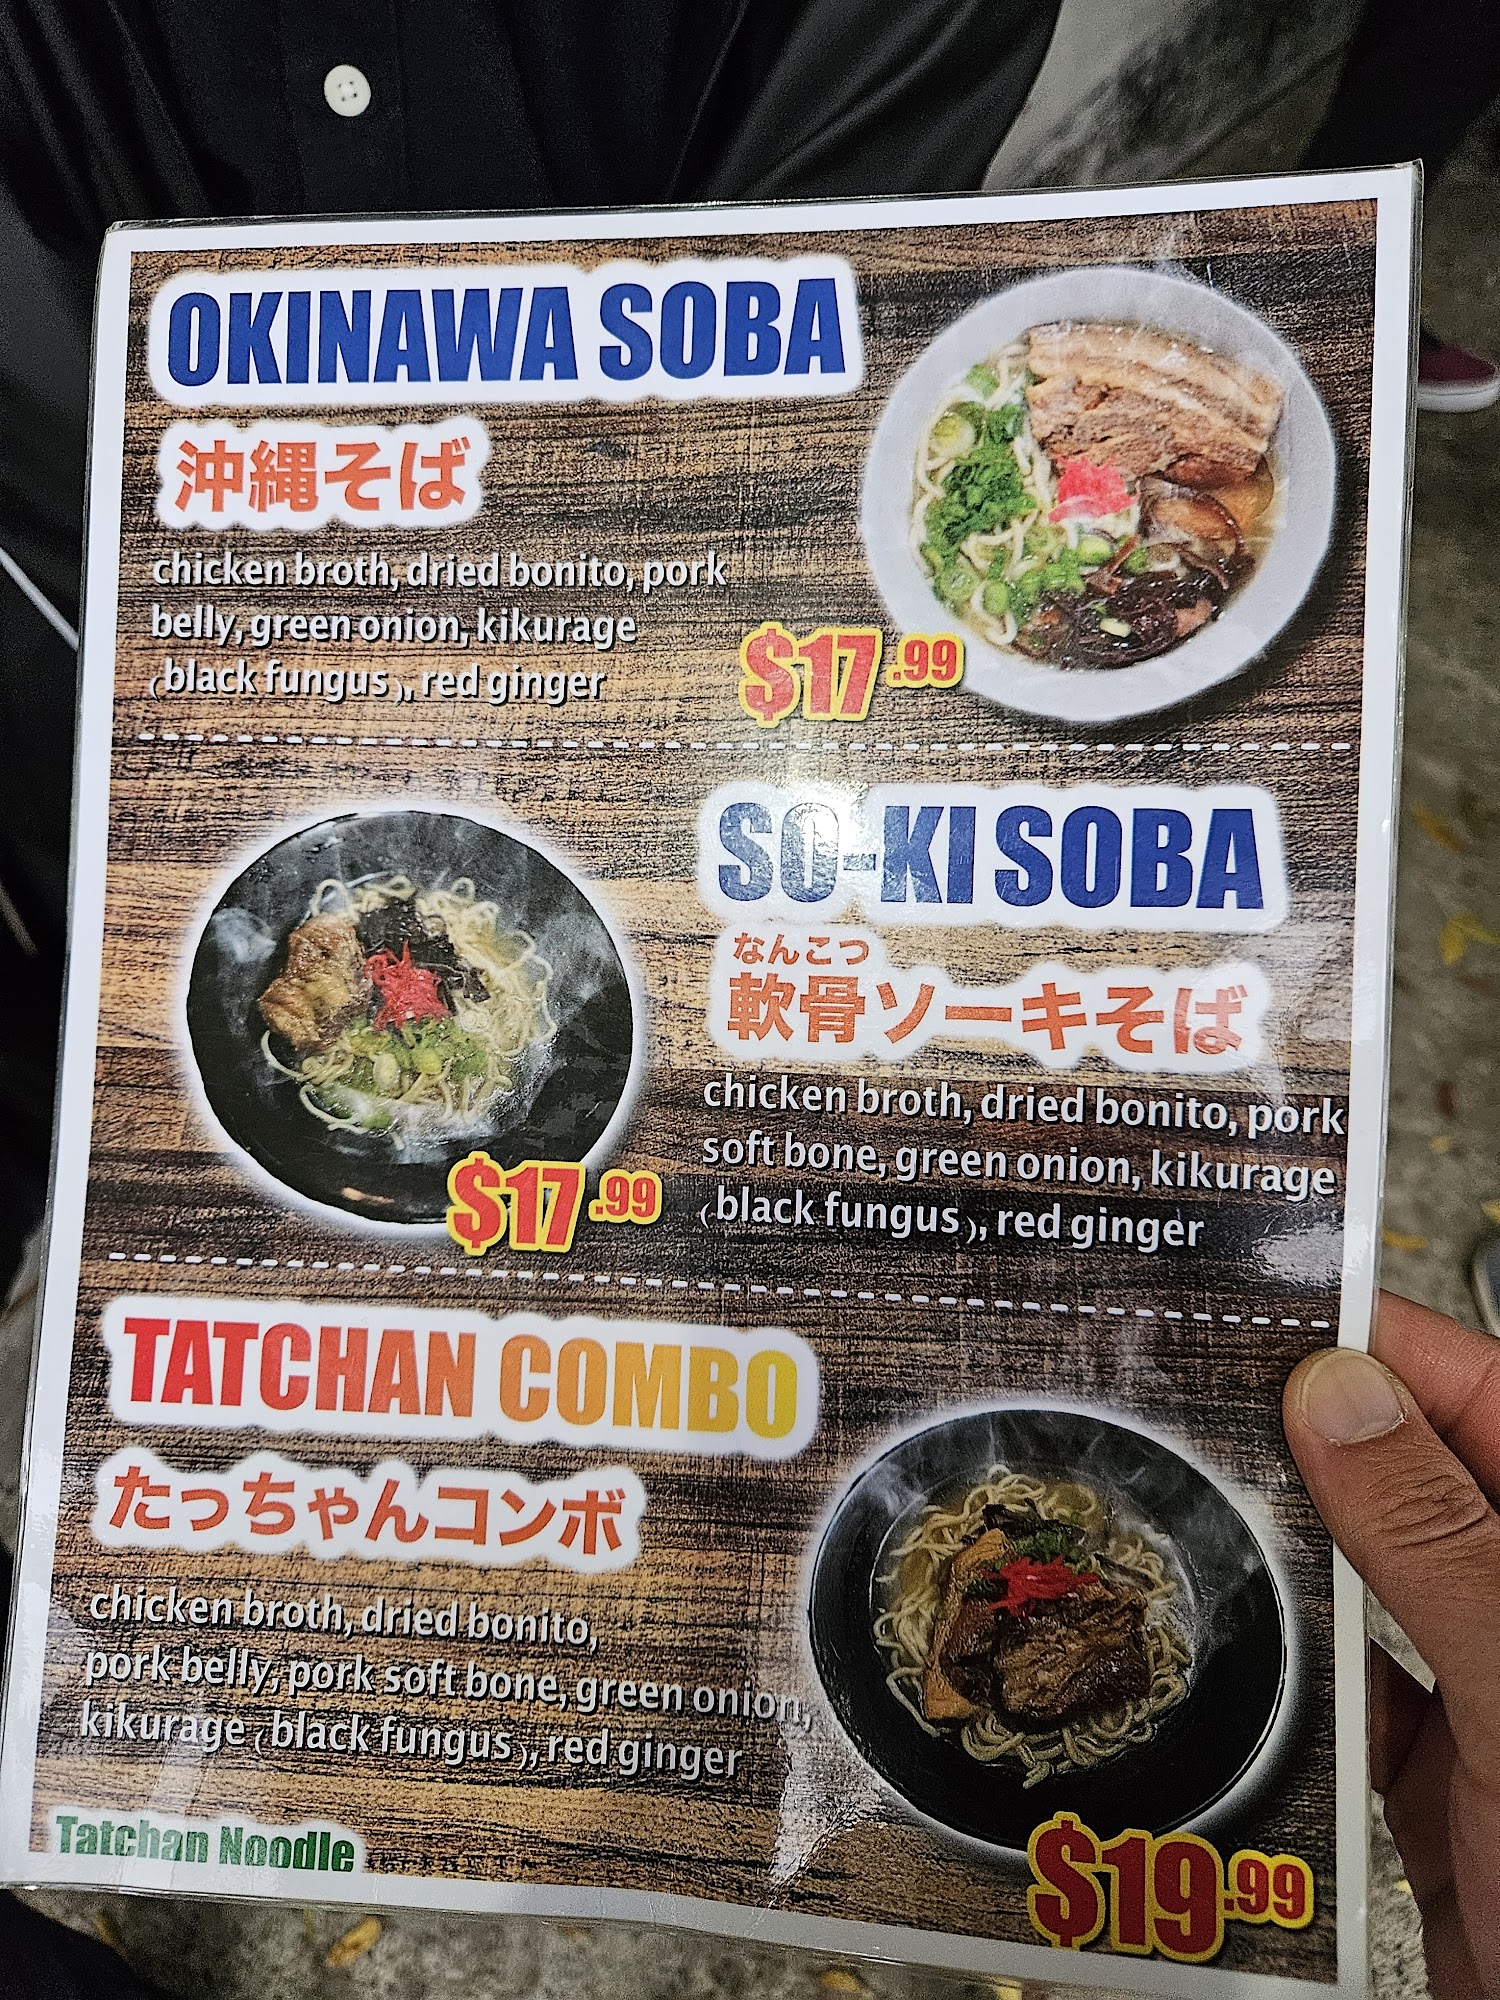 OKINAWA SOBA
沖縄そば
chicken broth, dried bonito, pork
belly, green onion, kikurage
(black fungus), red ginger
$17.99
SO-KI SOBA
なんこつ
軟骨ソーキそば
chicken broth, dried bonito, pork
soft bone, green onion, kikurage
(black fungus), red ginger
$17.99
TATCHAN COMBO
たっちゃんコンボ
chicken broth, dried bonito,
pork belly, pork soft bone, green onion,
kikurage (black fungus), red ginger
$19.99
Tatchan Noodle